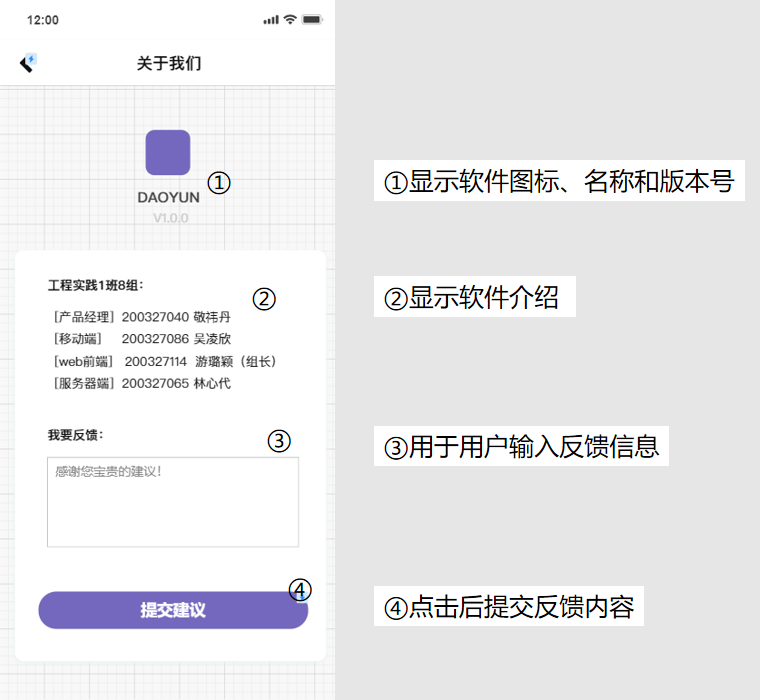 12:00
关于我们
①
DAOYUN
V1.0.0
①显示软件图标、名称和版本号
工程实践1班8组：
②
[产品经理] 200327040 敬祎丹
[移动端] 200327086 吴凌欣
[web前端] 200327114 游璐颖（组长）
[服务器端] 200327065 林心代
②显示软件介绍
我要反馈：
③
感谢您宝贵的建议！
③用于用户输入反馈信息
④
提交建议
④点击后提交反馈内容